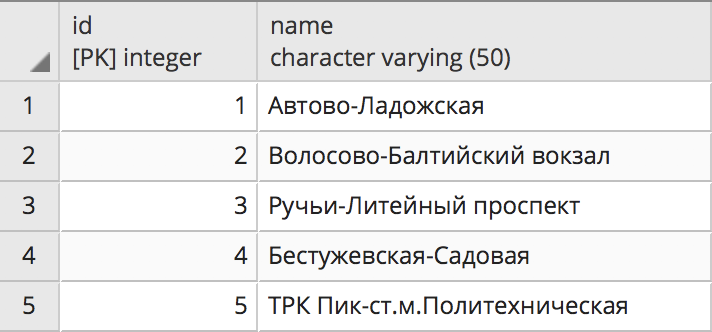 id name
[PK] integer character varying (50)
1 1 Автово-Ладожская
2 2 Волосово-Балтийский вокзал
3 3 Ручьи-Литейный проспект
4 4 Бестужевская-Садовая
5 5 ТРК Пик-ст.м.Политехническая